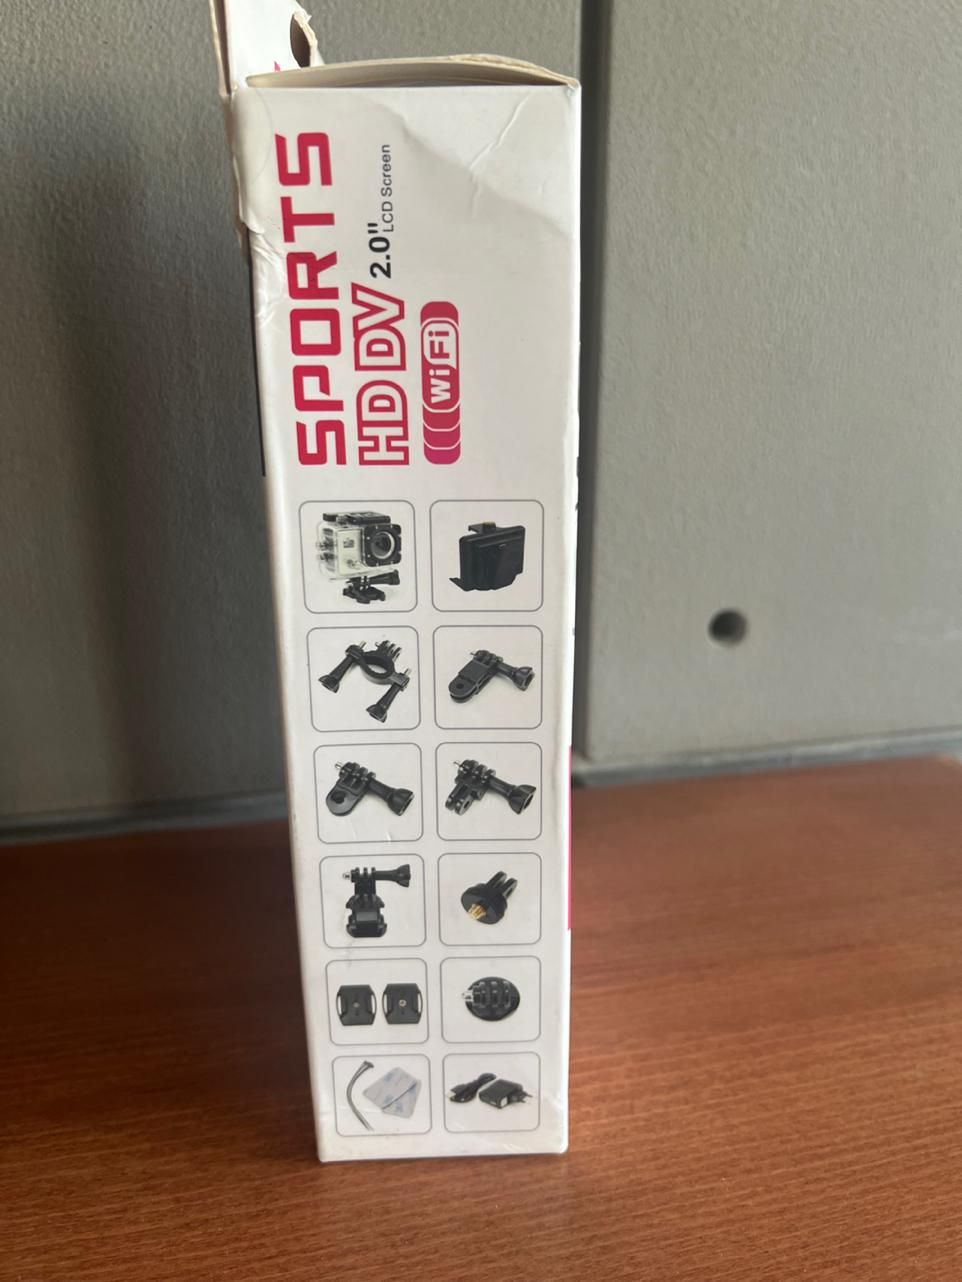 SPORTS
HD DV 2.0" LCD Screen
WiFi